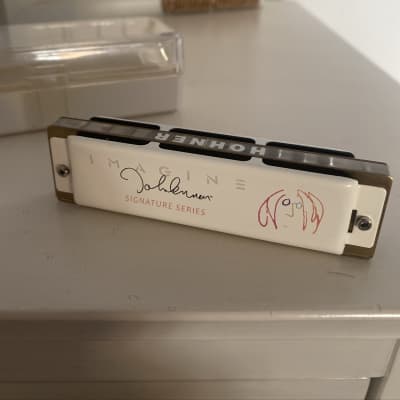 HOHNER
IMAGINE
John Lennon
SIGNATURE SERIES